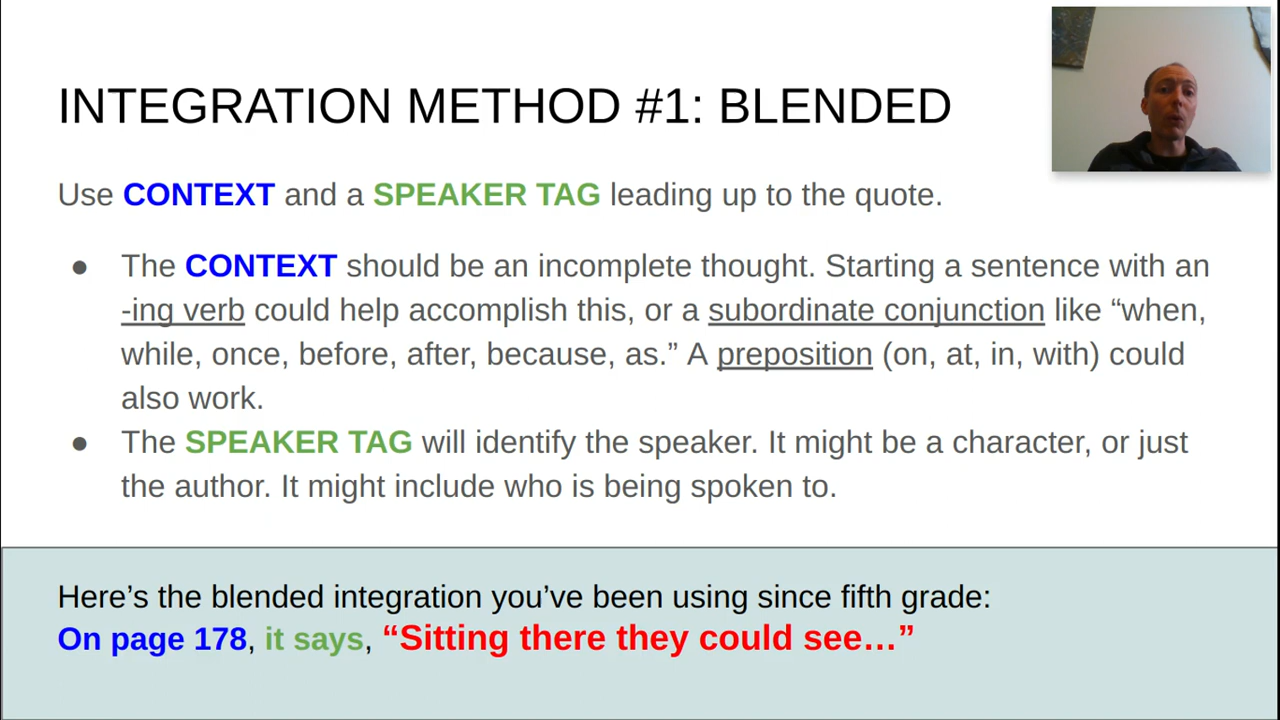 INTEGRATION METHOD #1: BLENDED
Use CONTEXT and a SPEAKER TAG leading up to the quote.
● The CONTEXT should be an incomplete thought. Starting a sentence with an
-ing verb could help accomplish this, or a subordinate conjunction like “when,
while, once, before, after, because, as.” A preposition (on, at, in, with) could
also work.
● The SPEAKER TAG will identify the speaker. It might be a character, or just
the author. It might include who is being spoken to.
Here’s the blended integration you’ve been using since fifth grade:
On page 178, it says, “Sitting there they could see…”